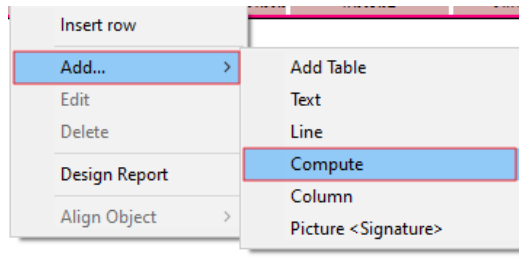 Insert row
Add...
Edit
Delete
Design Report
Align Object
Add Table
Text
Line
Compute
Column
Picture <Signature>